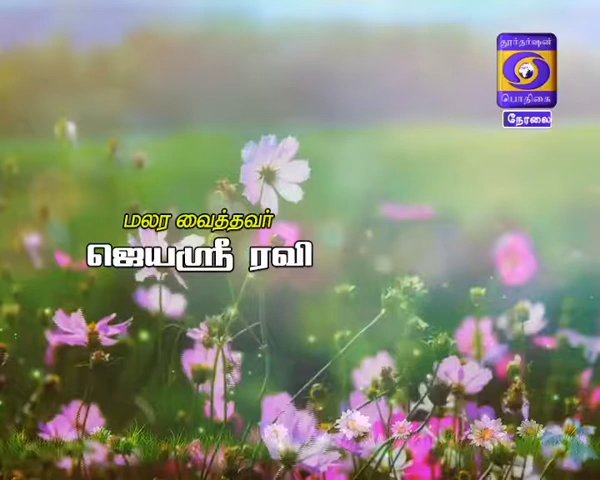 தூர்தர்ஷன்
பொதிகை
நேரலை
மலர வைத்தவர்
ஜெயஸ்ரீ ரவி